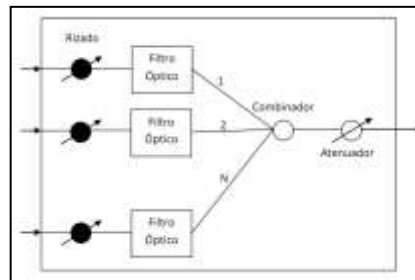 Rizado
Filtro
Óptico
1
Combinador
Filtro
Óptico
2
Atenuador
N
Filtro
Óptico